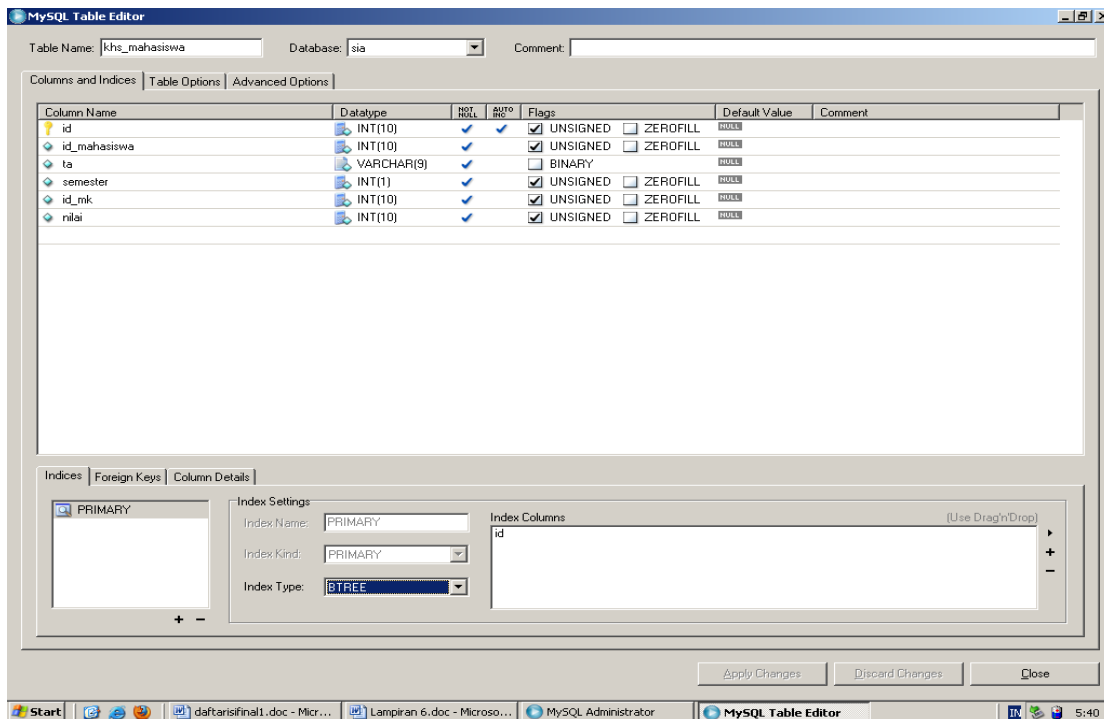 MySQL Table Editor
Table Name: khs_mahasiswa Database: sia Comment:
Columns and Indices Table Options Advanced Options
Column Name Datatype NOT NULL AUTO INC Flags Default Value Comment
id INT(10) UNSIGNED ZEROFILL NULL
id_mahasiswa INT(10) UNSIGNED ZEROFILL NULL
ta VARCHAR(9) BINARY NULL
semester INT(1) UNSIGNED ZEROFILL NULL
id_mk INT(10) UNSIGNED ZEROFILL NULL
nilai INT(10) UNSIGNED ZEROFILL NULL
Indices Foreign Keys Column Details
PRIMARY
Index Settings
Index Name: PRIMARY
Index Kind: PRIMARY
Index Type: BTREE
Index Columns (Use Drag'n'Drop)
id
Apply Changes Discard Changes Close
Start daftarisifinal1.doc - Micr... Lampiran 6.doc - Microso... MySQL Administrator MySQL Table Editor IN 5:40